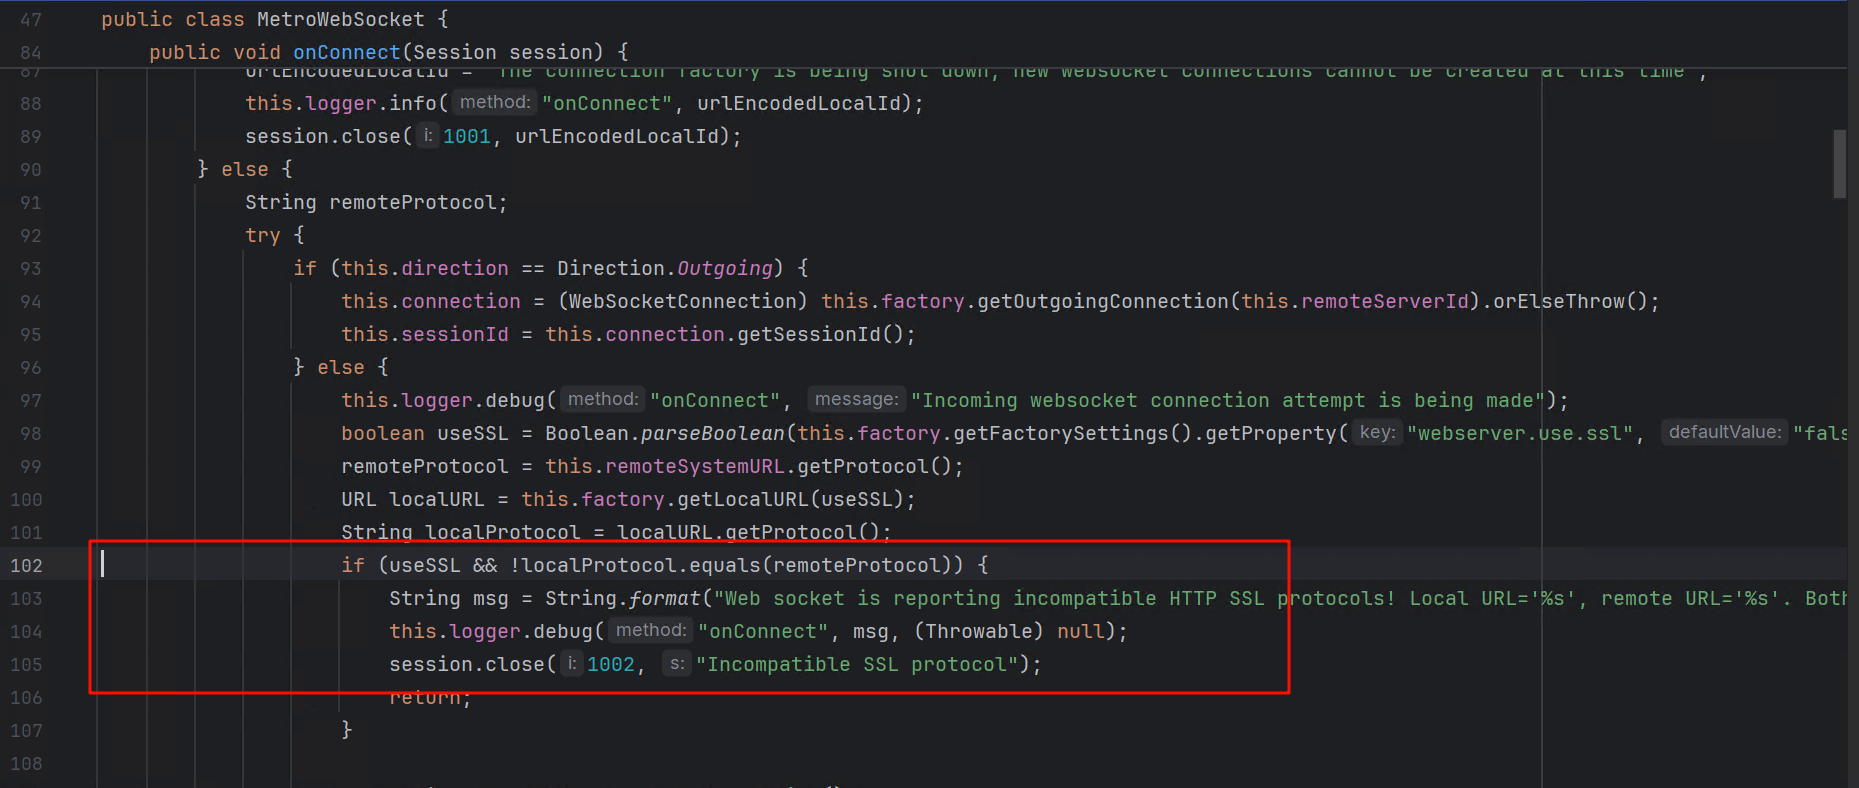 47 public class MetroWebSocket {
84 public void onConnect(Session session) {
87 urlEncodedLocalId = "The connection factory is being shut down, new websocket connections cannot be created at this time";
88 this.logger.info( method: "onConnect", urlEncodedLocalId);
89 session.close( i: 1001, urlEncodedLocalId);
90 } else {
91 String remoteProtocol;
92 try {
93 if (this.direction == Direction.Outgoing) {
94 this.connection = (WebSocketConnection) this.factory.getOutgoingConnection(this.remoteServerId).orElseThrow();
95 this.sessionId = this.connection.getSessionId();
96 } else {
97 this.logger.debug( method: "onConnect", message: "Incoming websocket connection attempt is being made");
98 boolean useSSL = Boolean.parseBoolean(this.factory.getFactorySettings().getProperty( key: "webserver.use.ssl", defaultValue: "fals
99 remoteProtocol = this.remoteSystemURL.getProtocol();
100 URL localURL = this.factory.getLocalURL(useSSL);
101 String localProtocol = localURL.getProtocol();
102 if (useSSL && !localProtocol.equals(remoteProtocol)) {
103 String msg = String.format("Web socket is reporting incompatible HTTP SSL protocols! Local URL='%s', remote URL='%s'. Both
104 this.logger.debug( method: "onConnect", msg, (Throwable) null);
105 session.close( i: 1002, s: "Incompatible SSL protocol");
106 return;
107 }
108